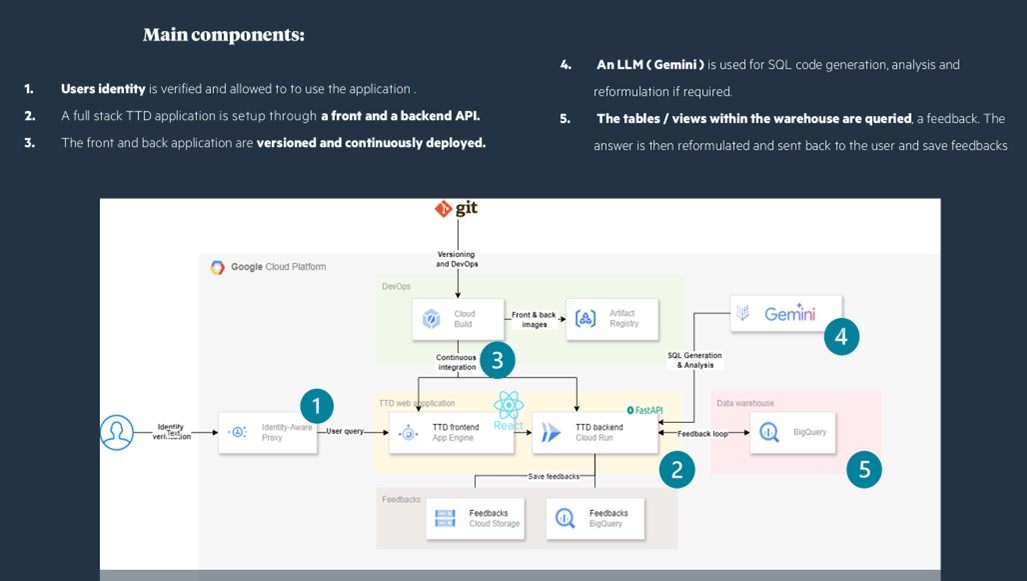 Main components:
1. Users identity is verified and allowed to to use the application .
2. A full stack TTD application is setup through a front and a backend API.
3. The front and back application are versioned and continuously deployed.
4. An LLM ( Gemini ) is used for SQL code generation, analysis and
reformulation if required.
5. The tables / views within the warehouse are queried, a feedback. The
answer is then reformulated and sent back to the user and save feedbacks
git
Versioning
and DevOps
Google Cloud Platform
DevOps
Cloud
Build
Front & back
images
Artifact
Registry
Gemini
4
Continuous
integration
3
SQL Generation
& Analysis
1
TTD web application
React
FastAPI
Data warehouse
Identity
Text
Identity-Aware
Proxy
User query
TTD frontend
App Engine
TTD backend
Cloud Run
Feedback loop
BigQuery
2
5
Save feedbacks
Feedbacks
Feedbacks
Cloud Storage
Feedbacks
BigQuery